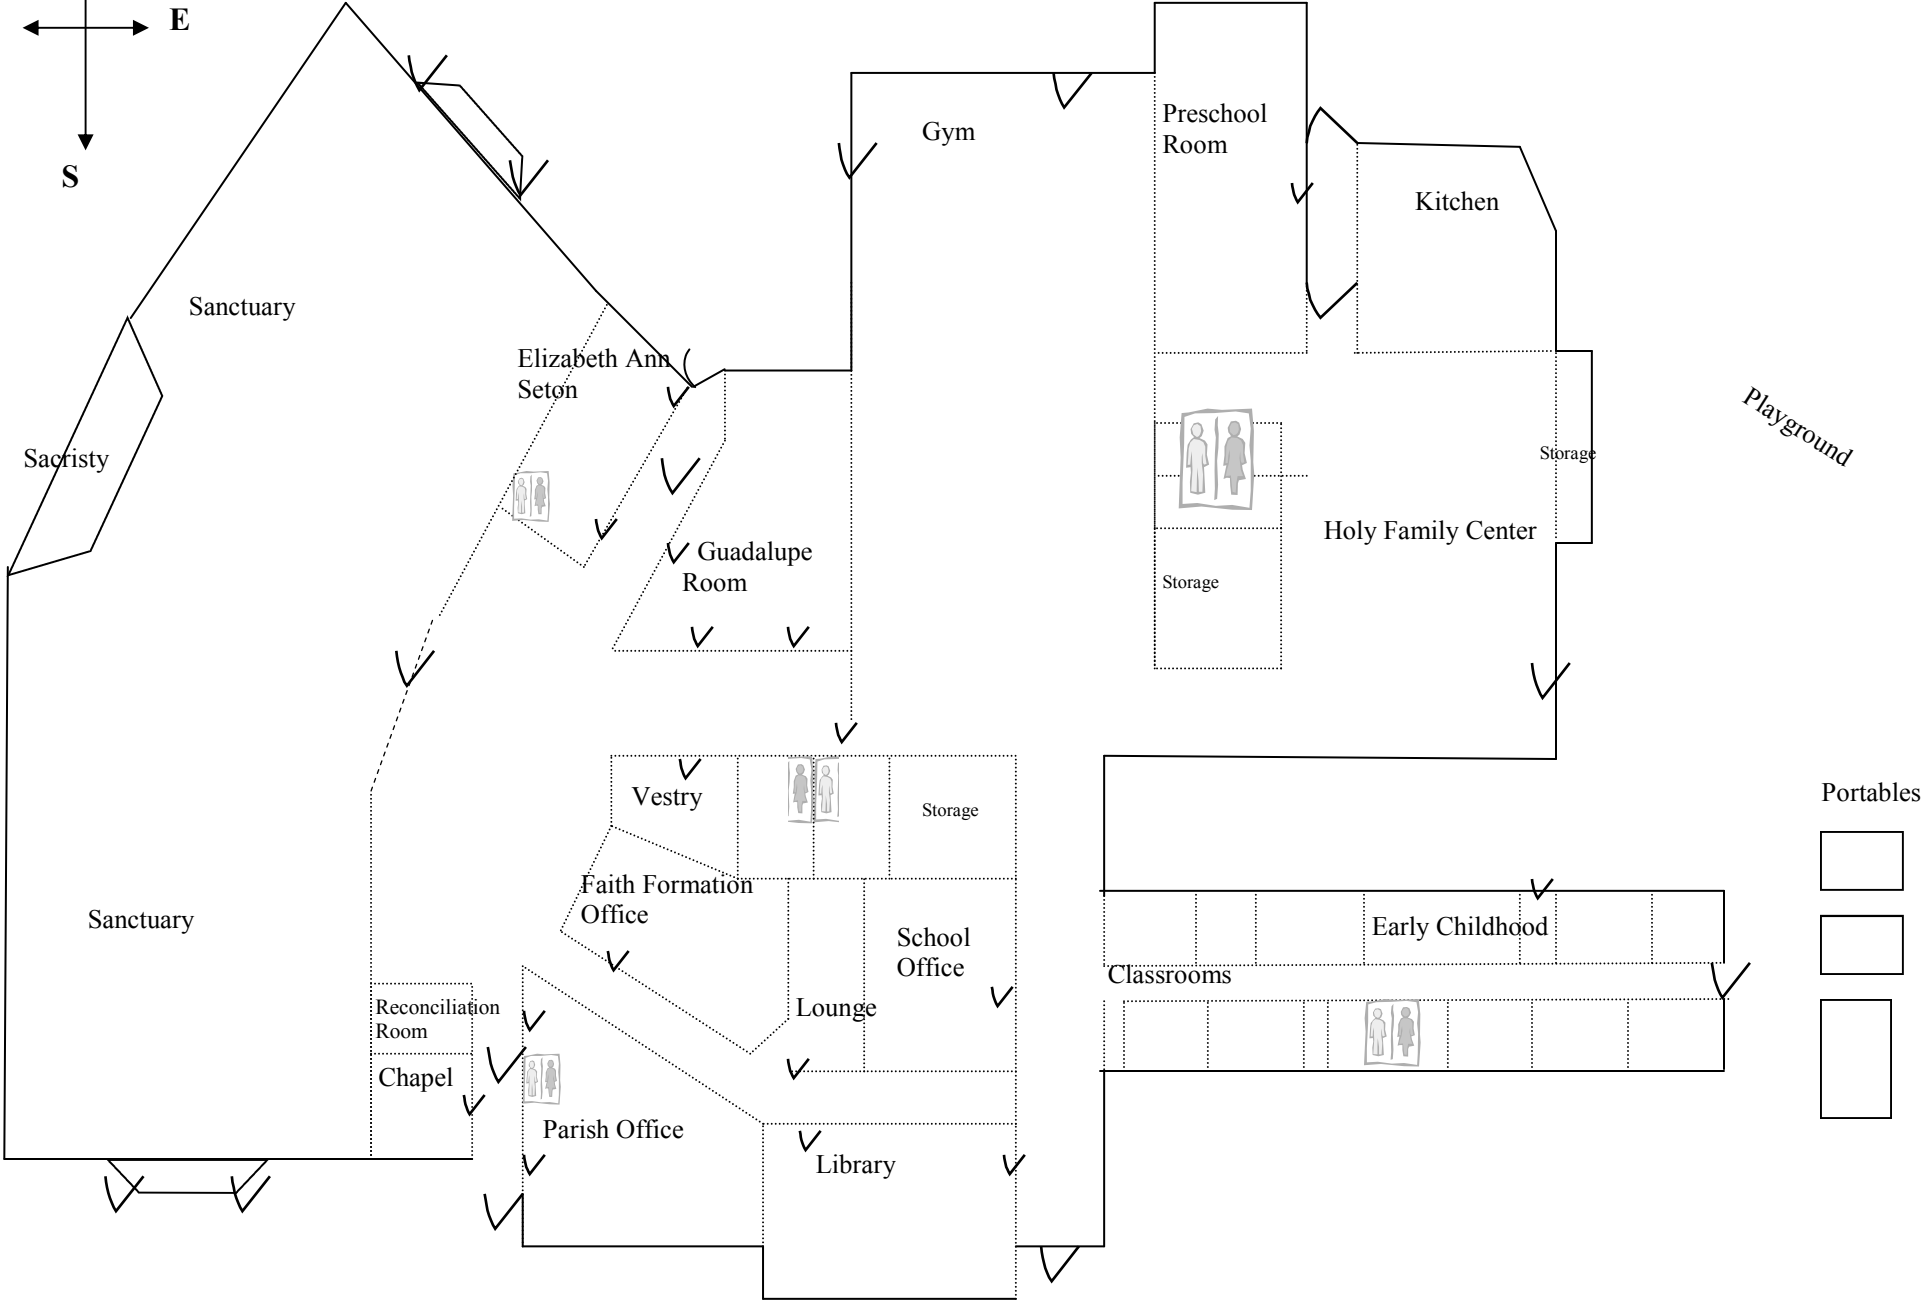 E
S
Gym
Preschool
Room
Kitchen
Sanctuary
Elizabeth Ann
Seton
Sacristy
Playground
Storage
Holy Family Center
Guadalupe
Room
Storage
Vestry
Storage
Portables
Faith Formation
Office
Sanctuary
School
Office
Early Childhood
Classrooms
Reconciliation
Room
Lounge
Chapel
Parish Office
Library